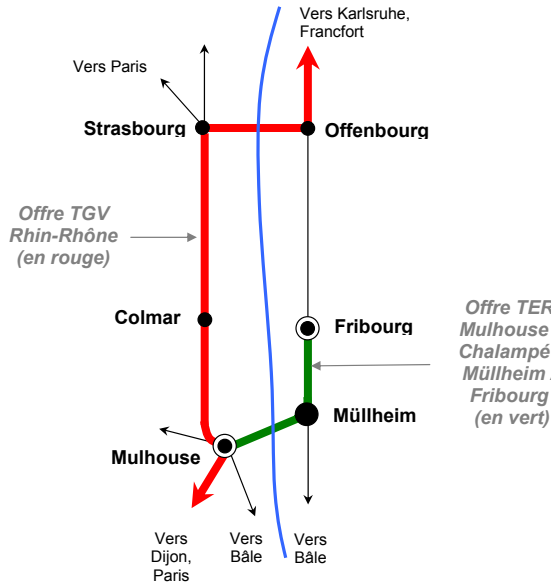 Vers Karlsruhe,
Francfort
Vers Paris
Strasbourg
Offenbourg
Offre TGV
Rhin-Rhône
(en rouge)
Colmar
Fribourg
Offre TER
Mulhouse
Chalampé
Müllheim
Fribourg
(en vert)
Müllheim
Mulhouse
Vers
Dijon,
Paris
Vers
Bâle
Vers
Bâle